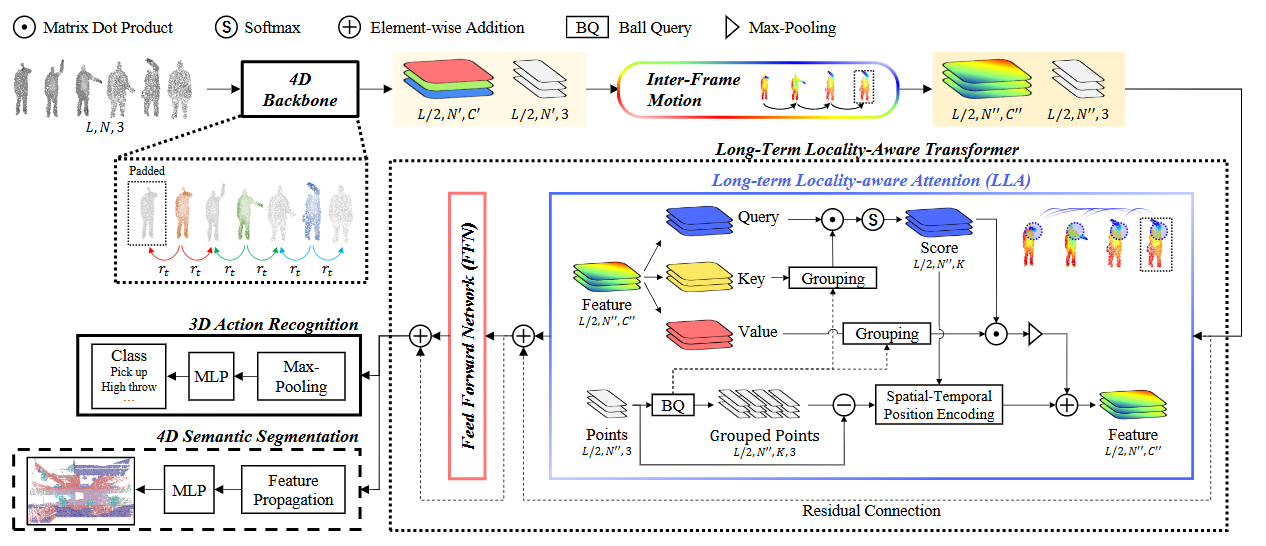 Matrix Dot Product
S
Softmax
Element-wise Addition
BQ
Ball Query
Max-Pooling
L, N, 3
4D
Backbone
L/2, N′, C′
L/2, N′, 3
Inter-Frame
Motion
L/2, N′′, C′′
L/2, N′′, 3
Padded
r_t
r_t
r_t
r_t
r_t
r_t
Long-Term Locality-Aware Transformer
Long-term Locality-aware Attention (LLA)
Feature
L/2, N′′, C′′
Query
Key
Value
S
Score
L/2, N′′, K
Grouping
Grouping
Points
L/2, N′′, 3
BQ
Grouped Points
L/2, N′′, K, 3
Spatial-Temporal
Position Encoding
Feature
L/2, N′′, C′′
Feed Forward Network (FFN)
Residual Connection
3D Action Recognition
Class
Pick up
High throw
...
MLP
Max-
Pooling
4D Semantic Segmentation
MLP
Feature
Propagation